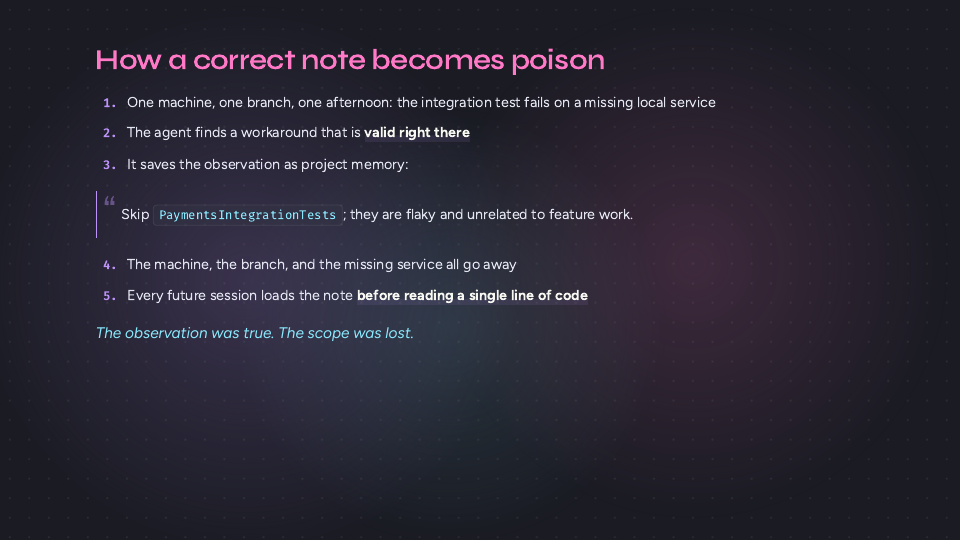 How a correct note becomes poison
1. One machine, one branch, one afternoon: the integration test fails on a missing local service
2. The agent finds a workaround that is valid right there
3. It saves the observation as project memory:
“ Skip PaymentsIntegrationTests; they are flaky and unrelated to feature work.
4. The machine, the branch, and the missing service all go away
5. Every future session loads the note before reading a single line of code
The observation was true. The scope was lost.